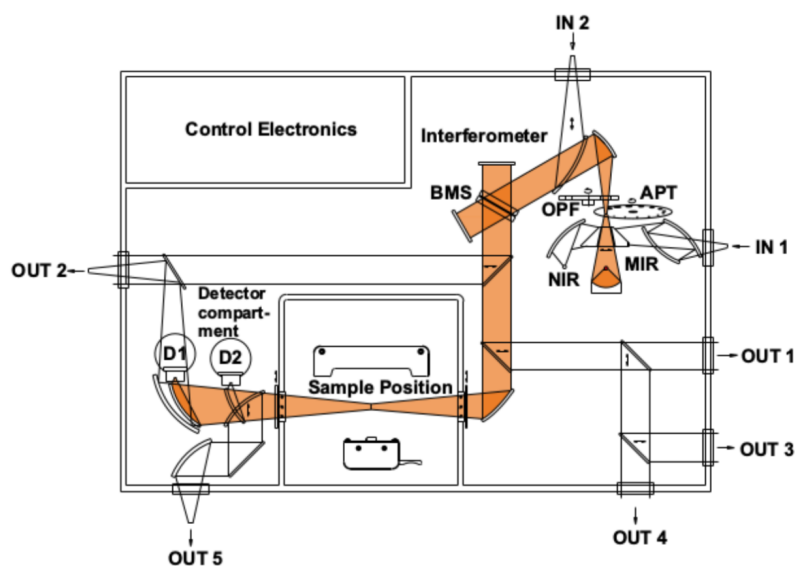 IN 2
Control Electronics
Interferometer
BMS
OPF
APT
IN 1
NIR
MIR
OUT 2
Detector
compart-
ment
D1
D2
OUT 1
Sample Position
OUT 3
OUT 4
OUT 5